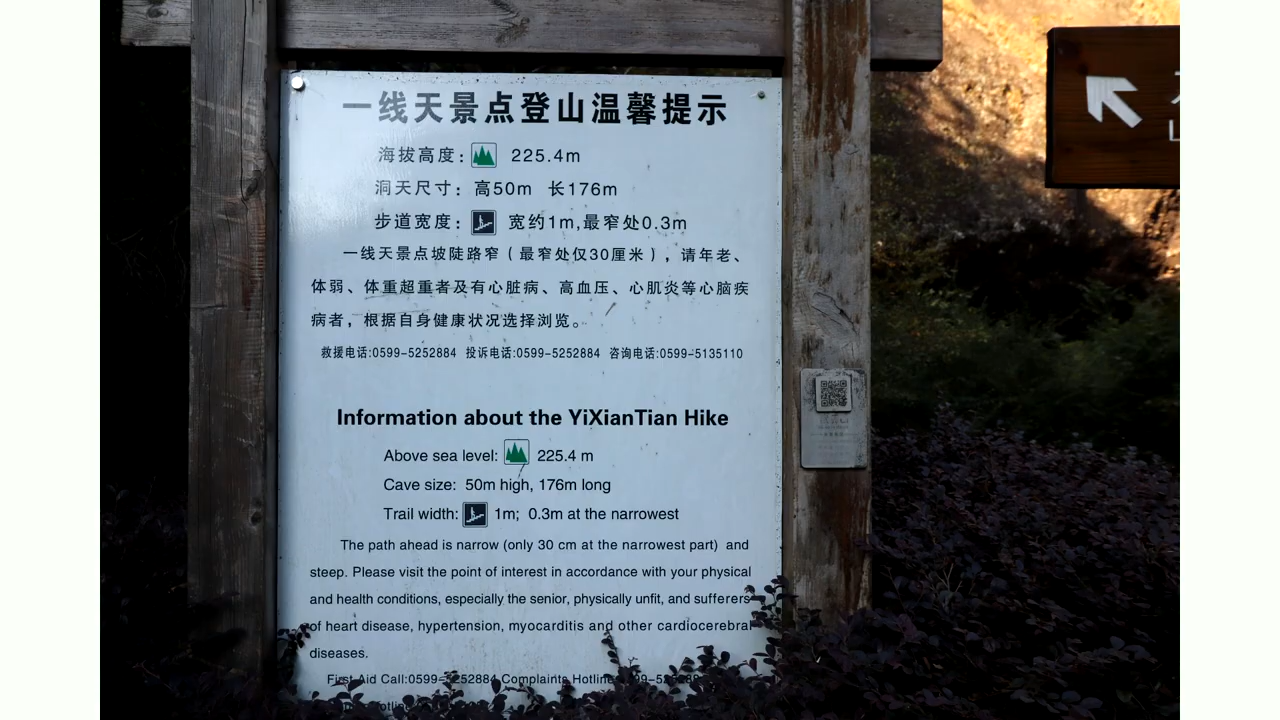 一线天景点登山温馨提示
海拔高度: 225.4m
洞天尺寸: 高50m 长176m
步道宽度: 宽约1m,最窄处0.3m
一线天景点坡陡路窄(最窄处仅30厘米),请年老、
体弱、体重超重者及有心脏病、高血压、心肌炎等心脑疾
病者,根据自身健康状况选择浏览。
救援电话:0599-5252884 投诉电话:0599-5252884 咨询电话:0599-5135110
Information about the YiXianTian Hike
Above sea level: 225.4 m
Cave size: 50m high, 176m long
Trail width: 1m; 0.3m at the narrowest
The path ahead is narrow (only 30 cm at the narrowest part) and
steep. Please visit the point of interest in accordance with your physical
and health conditions, especially the senior, physically unfit, and sufferers
of heart disease, hypertension, myocarditis and other cardiocerebral
diseases.
First Aid Call:0599-5252884 Complaints Hotline